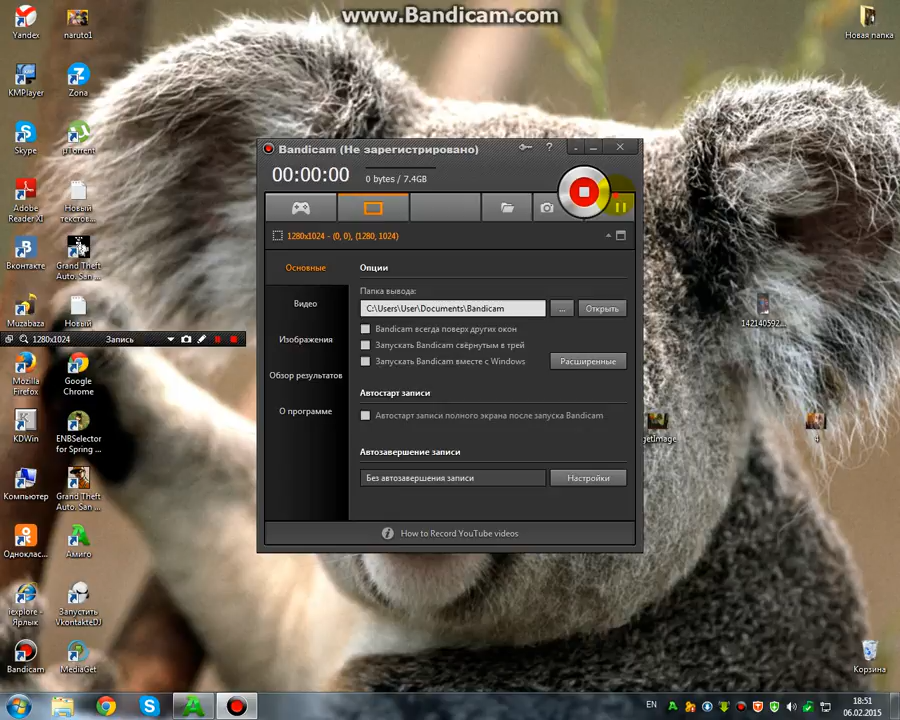 www.Bandicam.com
Yandex
naruto1
Новая папка
KMPlayer
Zona
Skype
µTorrent
Adobe
Reader XI
Новый
тексто...
Вконтакте
Grand Theft
Auto. San ...
Muzabaza
Новый
1280x1024
Запись
Mozilla
Firefox
Google
Chrome
KDWin
ENBSelector
for Spring ...
Компьютер
Grand Theft
Auto. San ...
Одноклас...
Амиго
iexplore -
Ярлык
Запустить
VkontakteDJ
Bandicam
MediaGet
Bandicam (Не зарегистрировано)
00:00:00
0 bytes / 7.4GB
1280x1024 - (0, 0), (1280, 1024)
Основные
Видео
Изображения
Обзор результатов
О программе
Опции
Папка вывода:
C:\Users\User\Documents\Bandicam
...
Открыть
Bandicam всегда поверх других окон
Запускать Bandicam свёрнутым в трей
Запускать Bandicam вместе с Windows
Расширенные
Автостарт записи
Автостарт записи полного экрана после запуска Bandicam
Автозавершение записи
Без автозавершения записи
Настройки
How to Record YouTube videos
142140592...
getImage
4
Корзина
EN
18:51
06.02.2015